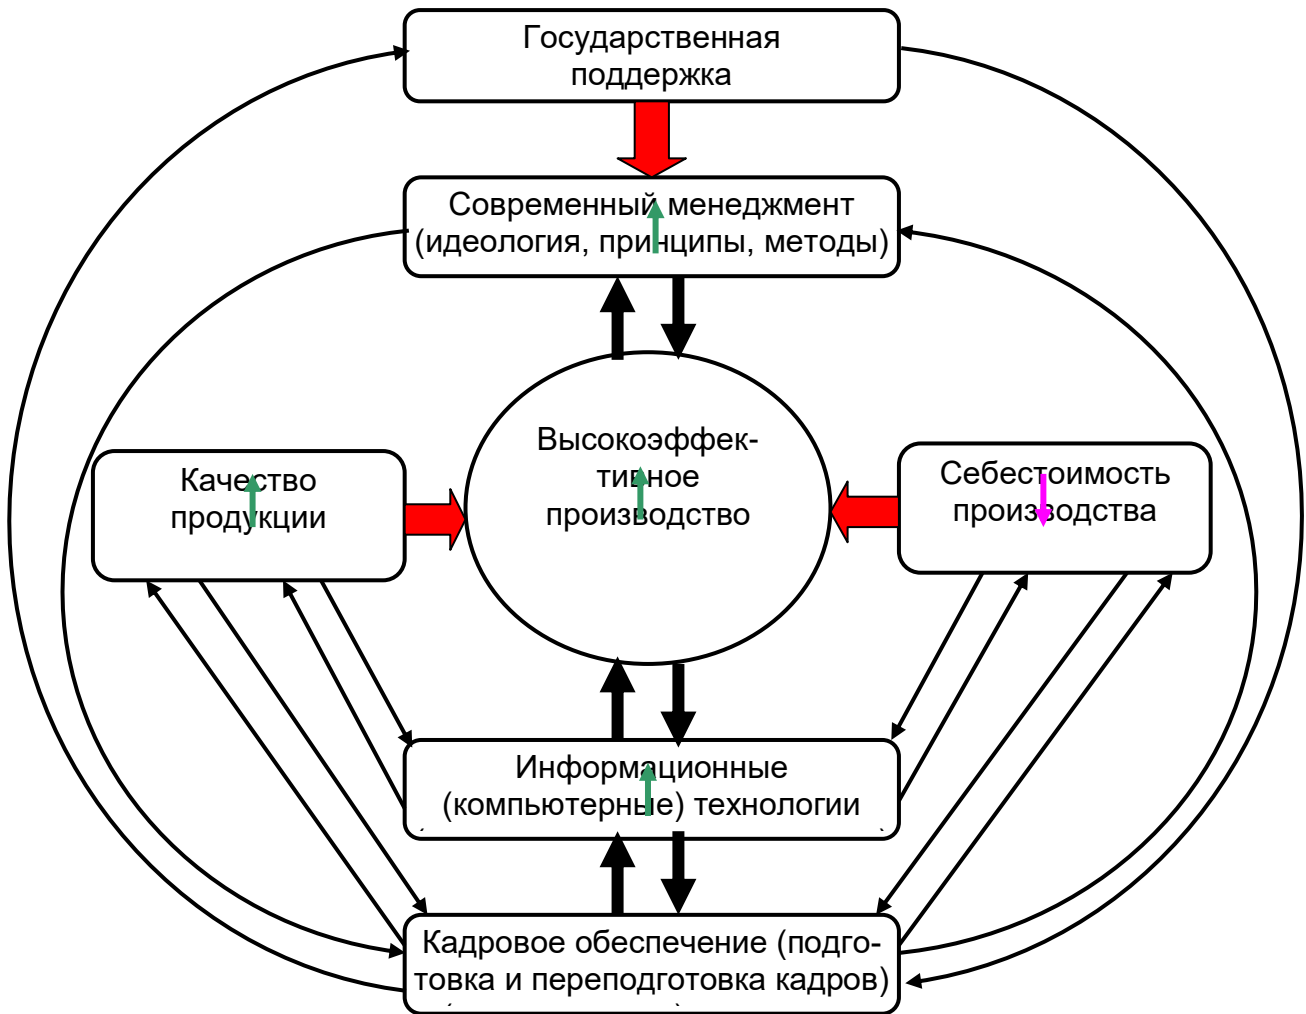 Государственная
поддержка
Современный менеджмент
(идеология, принципы, методы)
Высокоэффек-
тивное
производство
Качество
продукции
Себестоимость
производства
Информационные
(компьютерные) технологии
Кадровое обеспечение (подго-
товка и переподготовка кадров)